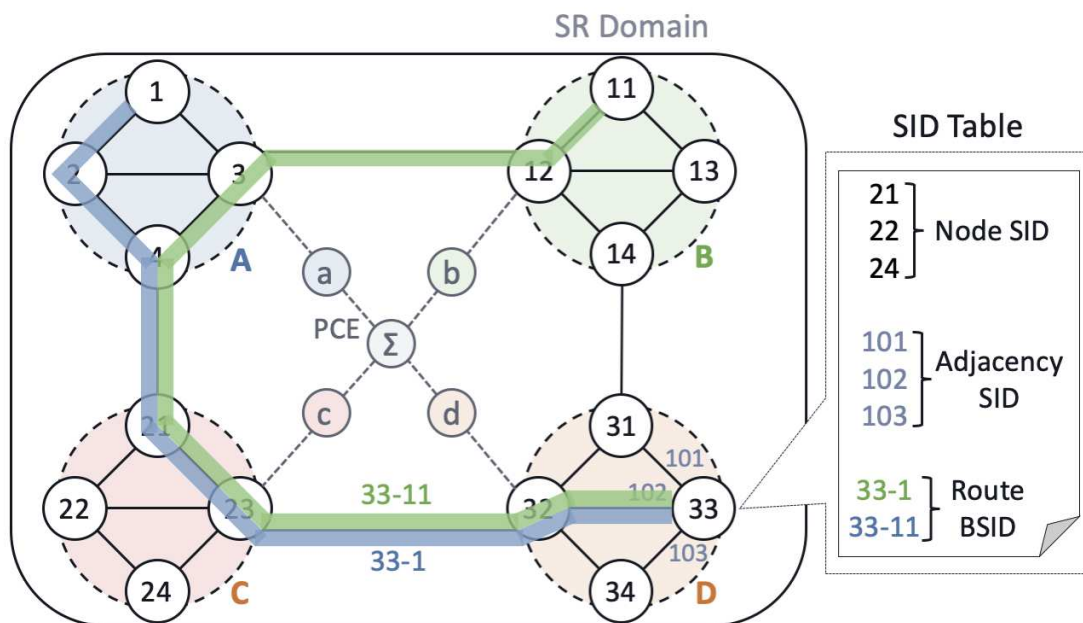 SR Domain
1
11
SID Table
2
3
12
13
21
22
24
Node SID
4
A
14
B
a
b
PCE
Σ
101
102
103
Adjacency
SID
c
d
21
31
101
22
23
33-11
32
102
33
33-1
33-11
Route
BSID
33-1
103
24
C
34
D